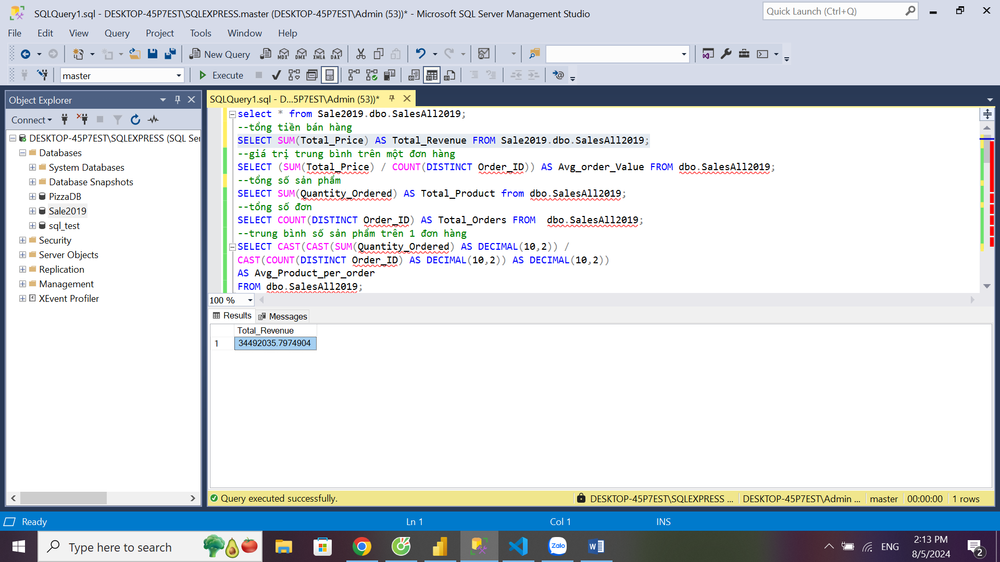 SQLQuery1.sql - DESKTOP-45P7EST\SQLEXPRESS.master (DESKTOP-45P7EST\Admin (53))* - Microsoft SQL Server Management Studio
Quick Launch (Ctrl+Q)
File Edit View Query Project Tools Window Help
New Query MDX DMX XMLA DAX
master Execute
Object Explorer
SQLQuery1.sql - D...5P7EST\Admin (53))*
Connect
DESKTOP-45P7EST\SQLEXPRESS (SQL Ser
Databases
System Databases
Database Snapshots
PizzaDB
Sale2019
sql_test
Security
Server Objects
Replication
Management
XEvent Profiler
select * from Sale2019.dbo.SalesAll2019;
--tổng tiền bán hàng
SELECT SUM(Total_Price) AS Total_Revenue FROM Sale2019.dbo.SalesAll2019;
--giá trị trung bình trên một đơn hàng
SELECT (SUM(Total_Price) / COUNT(DISTINCT Order_ID)) AS Avg_order_Value FROM dbo.SalesAll2019;
--tổng số sản phẩm
SELECT SUM(Quantity_Ordered) AS Total_Product from dbo.SalesAll2019;
--tổng số đơn
SELECT COUNT(DISTINCT Order_ID) AS Total_Orders FROM  dbo.SalesAll2019;
--trung bình số sản phẩm trên 1 đơn hàng
SELECT CAST(CAST(SUM(Quantity_Ordered) AS DECIMAL(10,2)) /
CAST(COUNT(DISTINCT Order_ID) AS DECIMAL(10,2)) AS DECIMAL(10,2))
AS Avg_Product_per_order
FROM dbo.SalesAll2019;
100 %
Results Messages
Total_Revenue
1 34492035.7974904
Query executed successfully.
DESKTOP-45P7EST\SQLEXPRESS ... DESKTOP-45P7EST\Admin ... master 00:00:00 1 rows
Ready Ln 1 Col 1 INS
Type here to search
Zalo
ENG
2:13 PM
8/5/2024
2